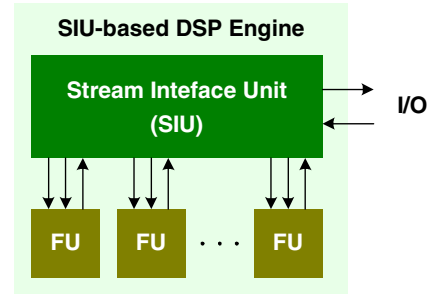 SIU-based DSP Engine
Stream Inteface Unit
(SIU)
I/O
FU FU . . . FU